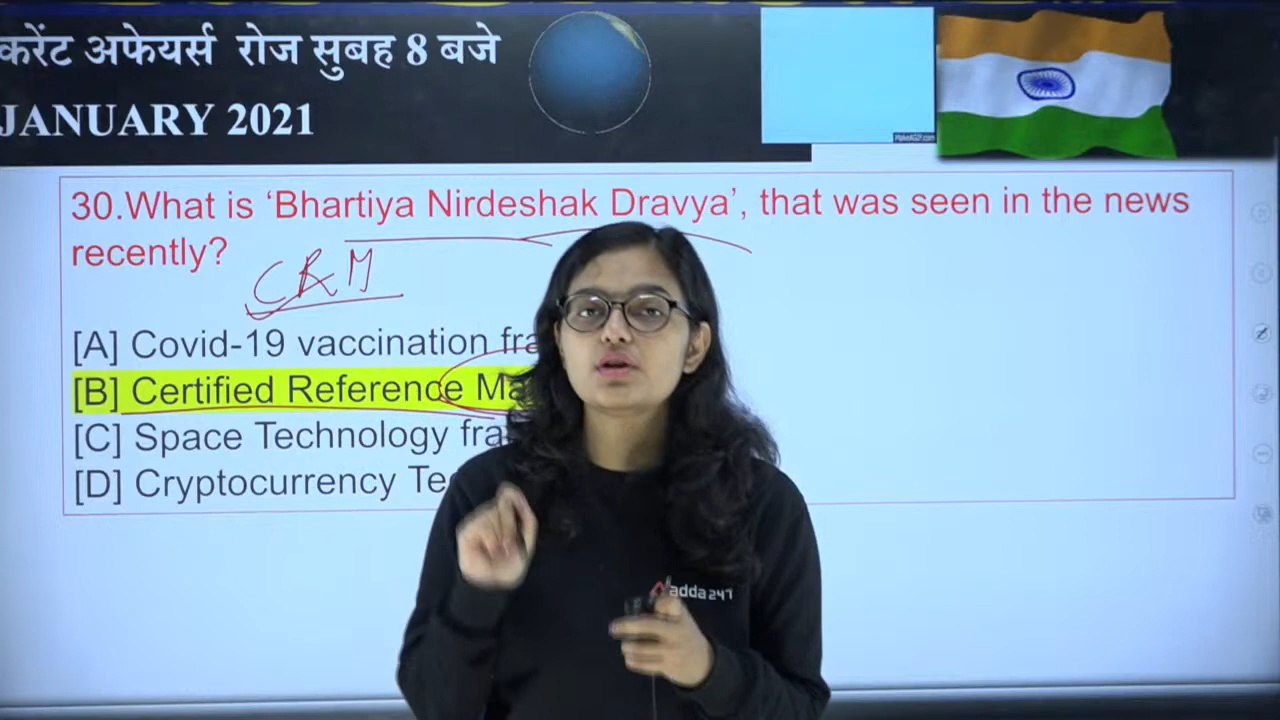 करेंट अफेयर्स रोज सुबह 8 बजे
JANUARY 2021
30.What is ‘Bhartiya Nirdeshak Dravya’, that was seen in the news
recently?
CRM
[A] Covid-19 vaccination fra
[B] Certified Reference Ma
[C] Space Technology fra
[D] Cryptocurrency Te
adda247